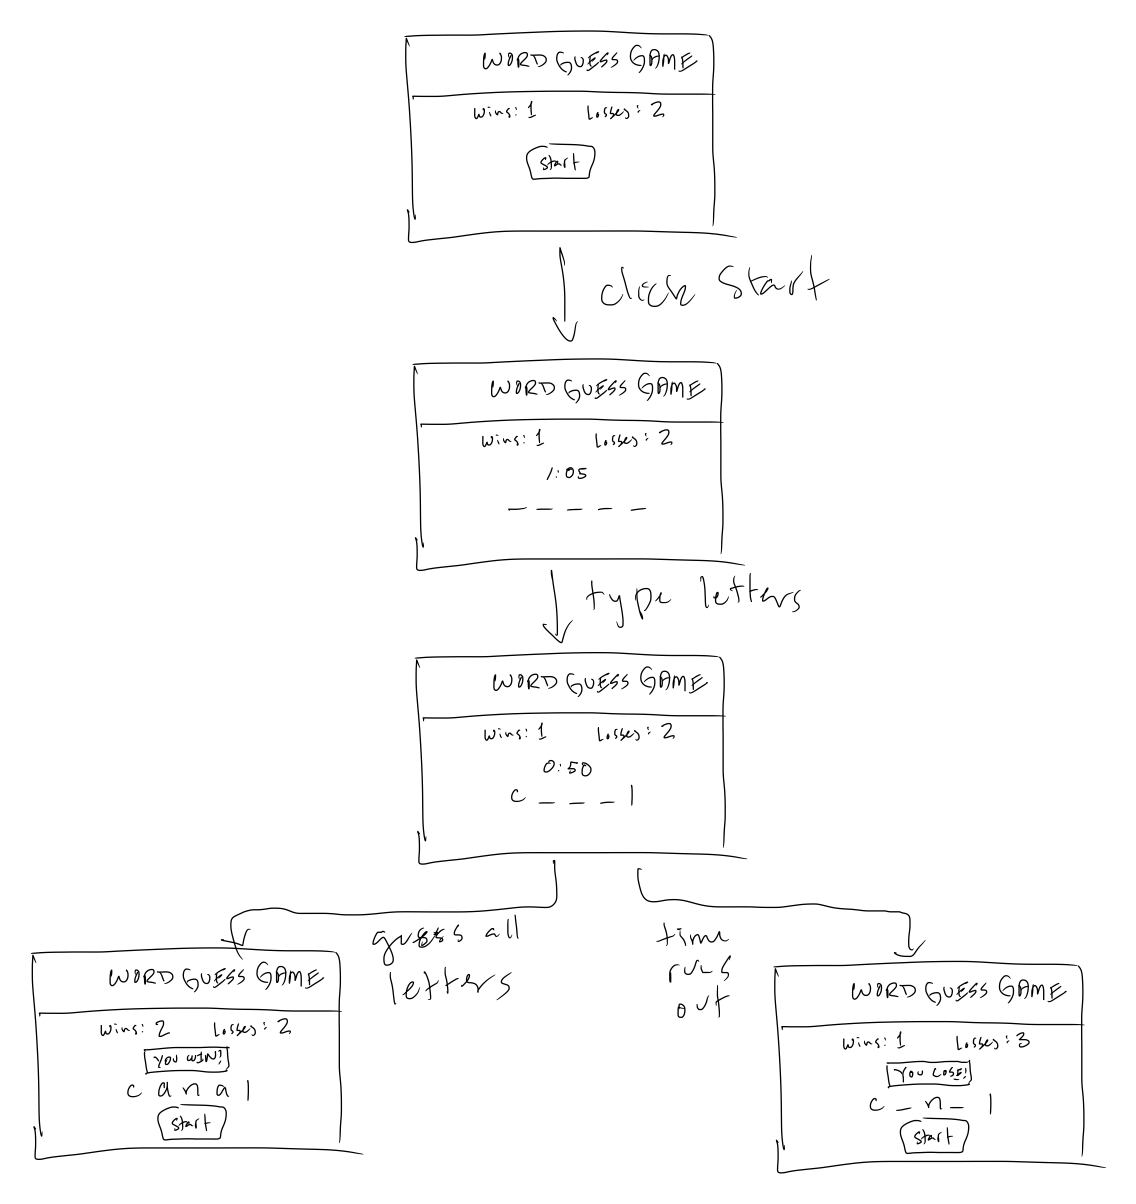 WORD GUESS GAME
Wins: 1 Losses: 2
Start
click Start
WORD GUESS GAME
Wins: 1 Losses: 2
1:05
_ _ _ _ _
type letters
WORD GUESS GAME
Wins: 1 Losses: 2
0:50
c _ _ _ l
guess all
letters
time
runs
out
WORD GUESS GAME
Wins: 2 Losses: 2
YOU WIN!
c a n a l
Start
WORD GUESS GAME
Wins: 1 Losses: 3
YOU LOSE!
c _ n _ l
Start